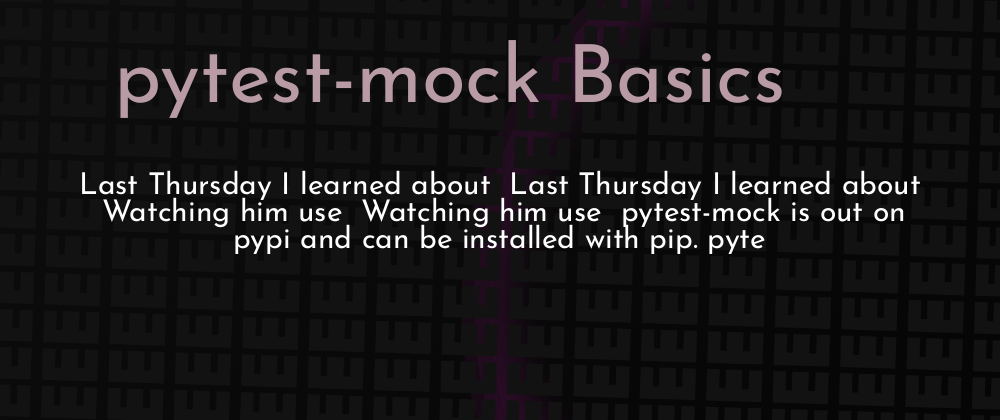 pytest-mock Basics
Last Thursday I learned about  Last Thursday I learned about
Watching him use  Watching him use  pytest-mock is out on
pypi and can be installed with pip. pyte